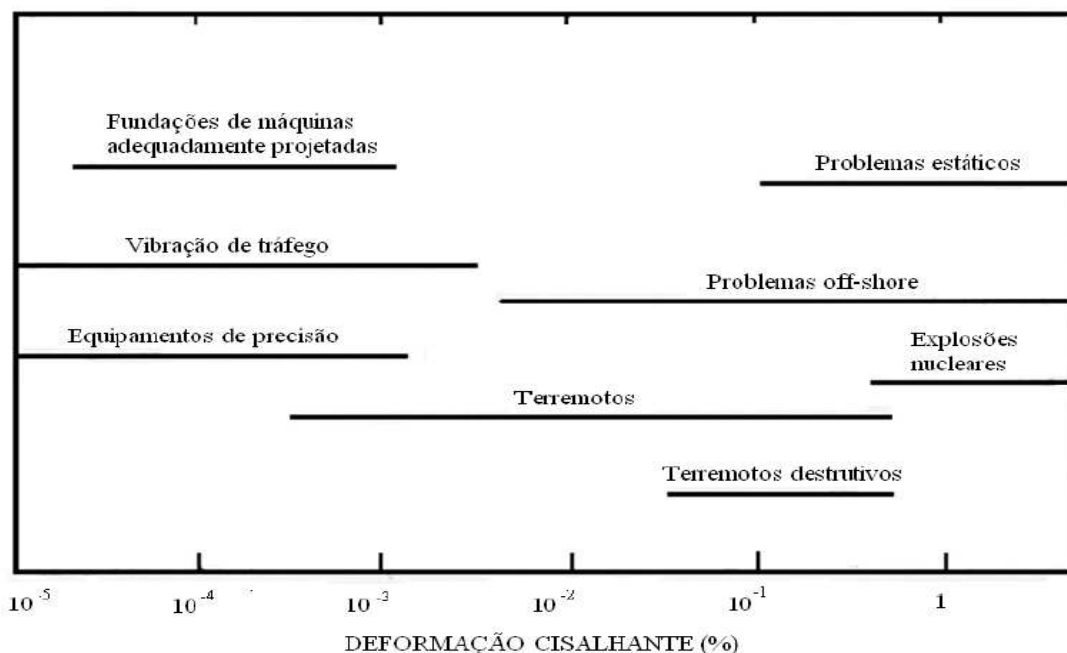 Fundações de máquinas
adequadamente projetadas
Problemas estáticos
Vibração de tráfego
Problemas off-shore
Equipamentos de precisão
Explosões
nucleares
Terremotos
Terremotos destrutivos
10⁻⁵ 10⁻⁴ 10⁻³ 10⁻² 10⁻¹ 1
DEFORMAÇÃO CISALHANTE (%)